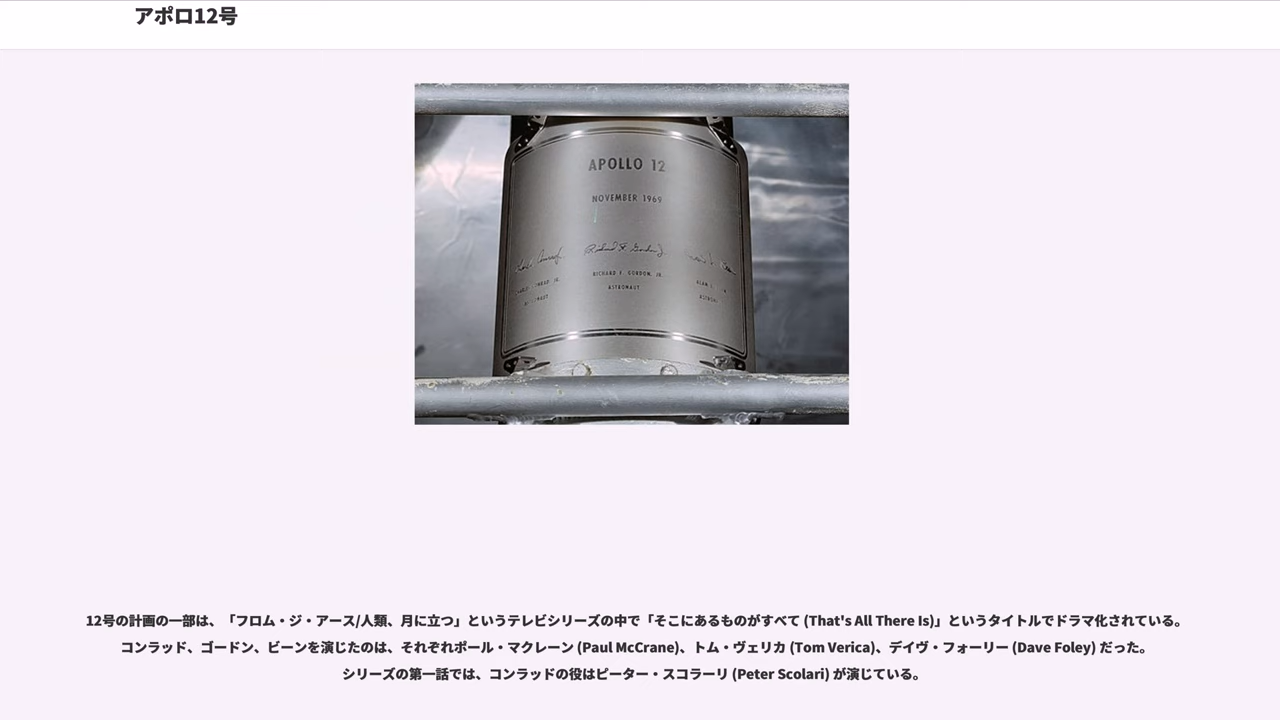 アポロ12号
APOLLO 12
NOVEMBER 1969
RICHARD F. GORDON, JR.
ASTRONAUT
12号の計画の一部は、「フロム・ジ・アース/人類、月に立つ」というテレビシリーズの中で「そこにあるものがすべて (That's All There Is)」というタイトルでドラマ化されている。
コンラッド、ゴードン、ビーンを演じたのは、それぞれポール・マクレーン (Paul McCrane)、トム・ヴェリカ (Tom Verica)、デイヴ・フォーリー (Dave Foley) だった。
シリーズの第一話では、コンラッドの役はピーター・スコラーリ (Peter Scolari) が演じている。